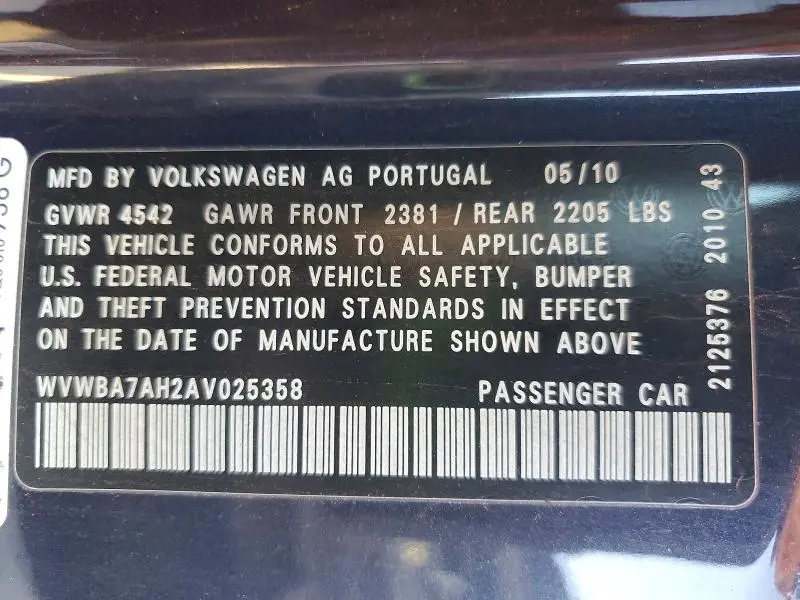 MFD BY VOLKSWAGEN AG PORTUGAL 05/10
GVWR 4542 GAWR FRONT 2381 / REAR 2205 LBS
THIS VEHICLE CONFORMS TO ALL APPLICABLE
U.S. FEDERAL MOTOR VEHICLE SAFETY, BUMPER
AND THEFT PREVENTION STANDARDS IN EFFECT
ON THE DATE OF MANUFACTURE SHOWN ABOVE
WVWBA7AH2AV025358 PASSENGER CAR
2125376 2010 43